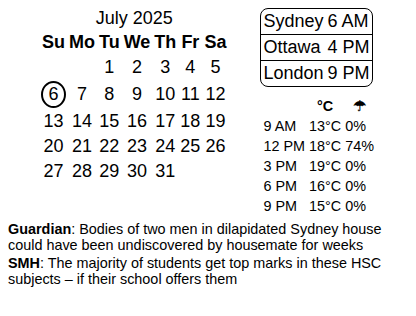 July 2025
Su Mo Tu We Th Fr Sa
1 2 3 4 5
6 7 8 9 10 11 12
13 14 15 16 17 18 19
20 21 22 23 24 25 26
27 28 29 30 31
Sydney 6 AM
Ottawa 4 PM
London 9 PM
°C ☂
9 AM 13°C 0%
12 PM 18°C 74%
3 PM 19°C 0%
6 PM 16°C 0%
9 PM 15°C 0%
Guardian: Bodies of two men in dilapidated Sydney house
could have been undiscovered by housemate for weeks
SMH: The majority of students get top marks in these HSC
subjects – if their school offers them